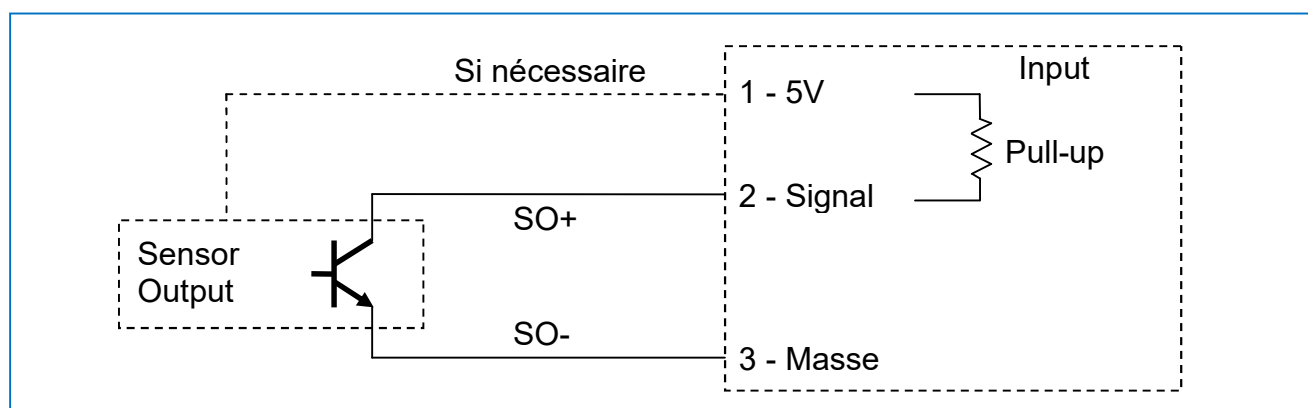 Si nécessaire
Input
1 - 5V
Pull-up
2 - Signal
SO+
Sensor
Output
SO-
3 - Masse